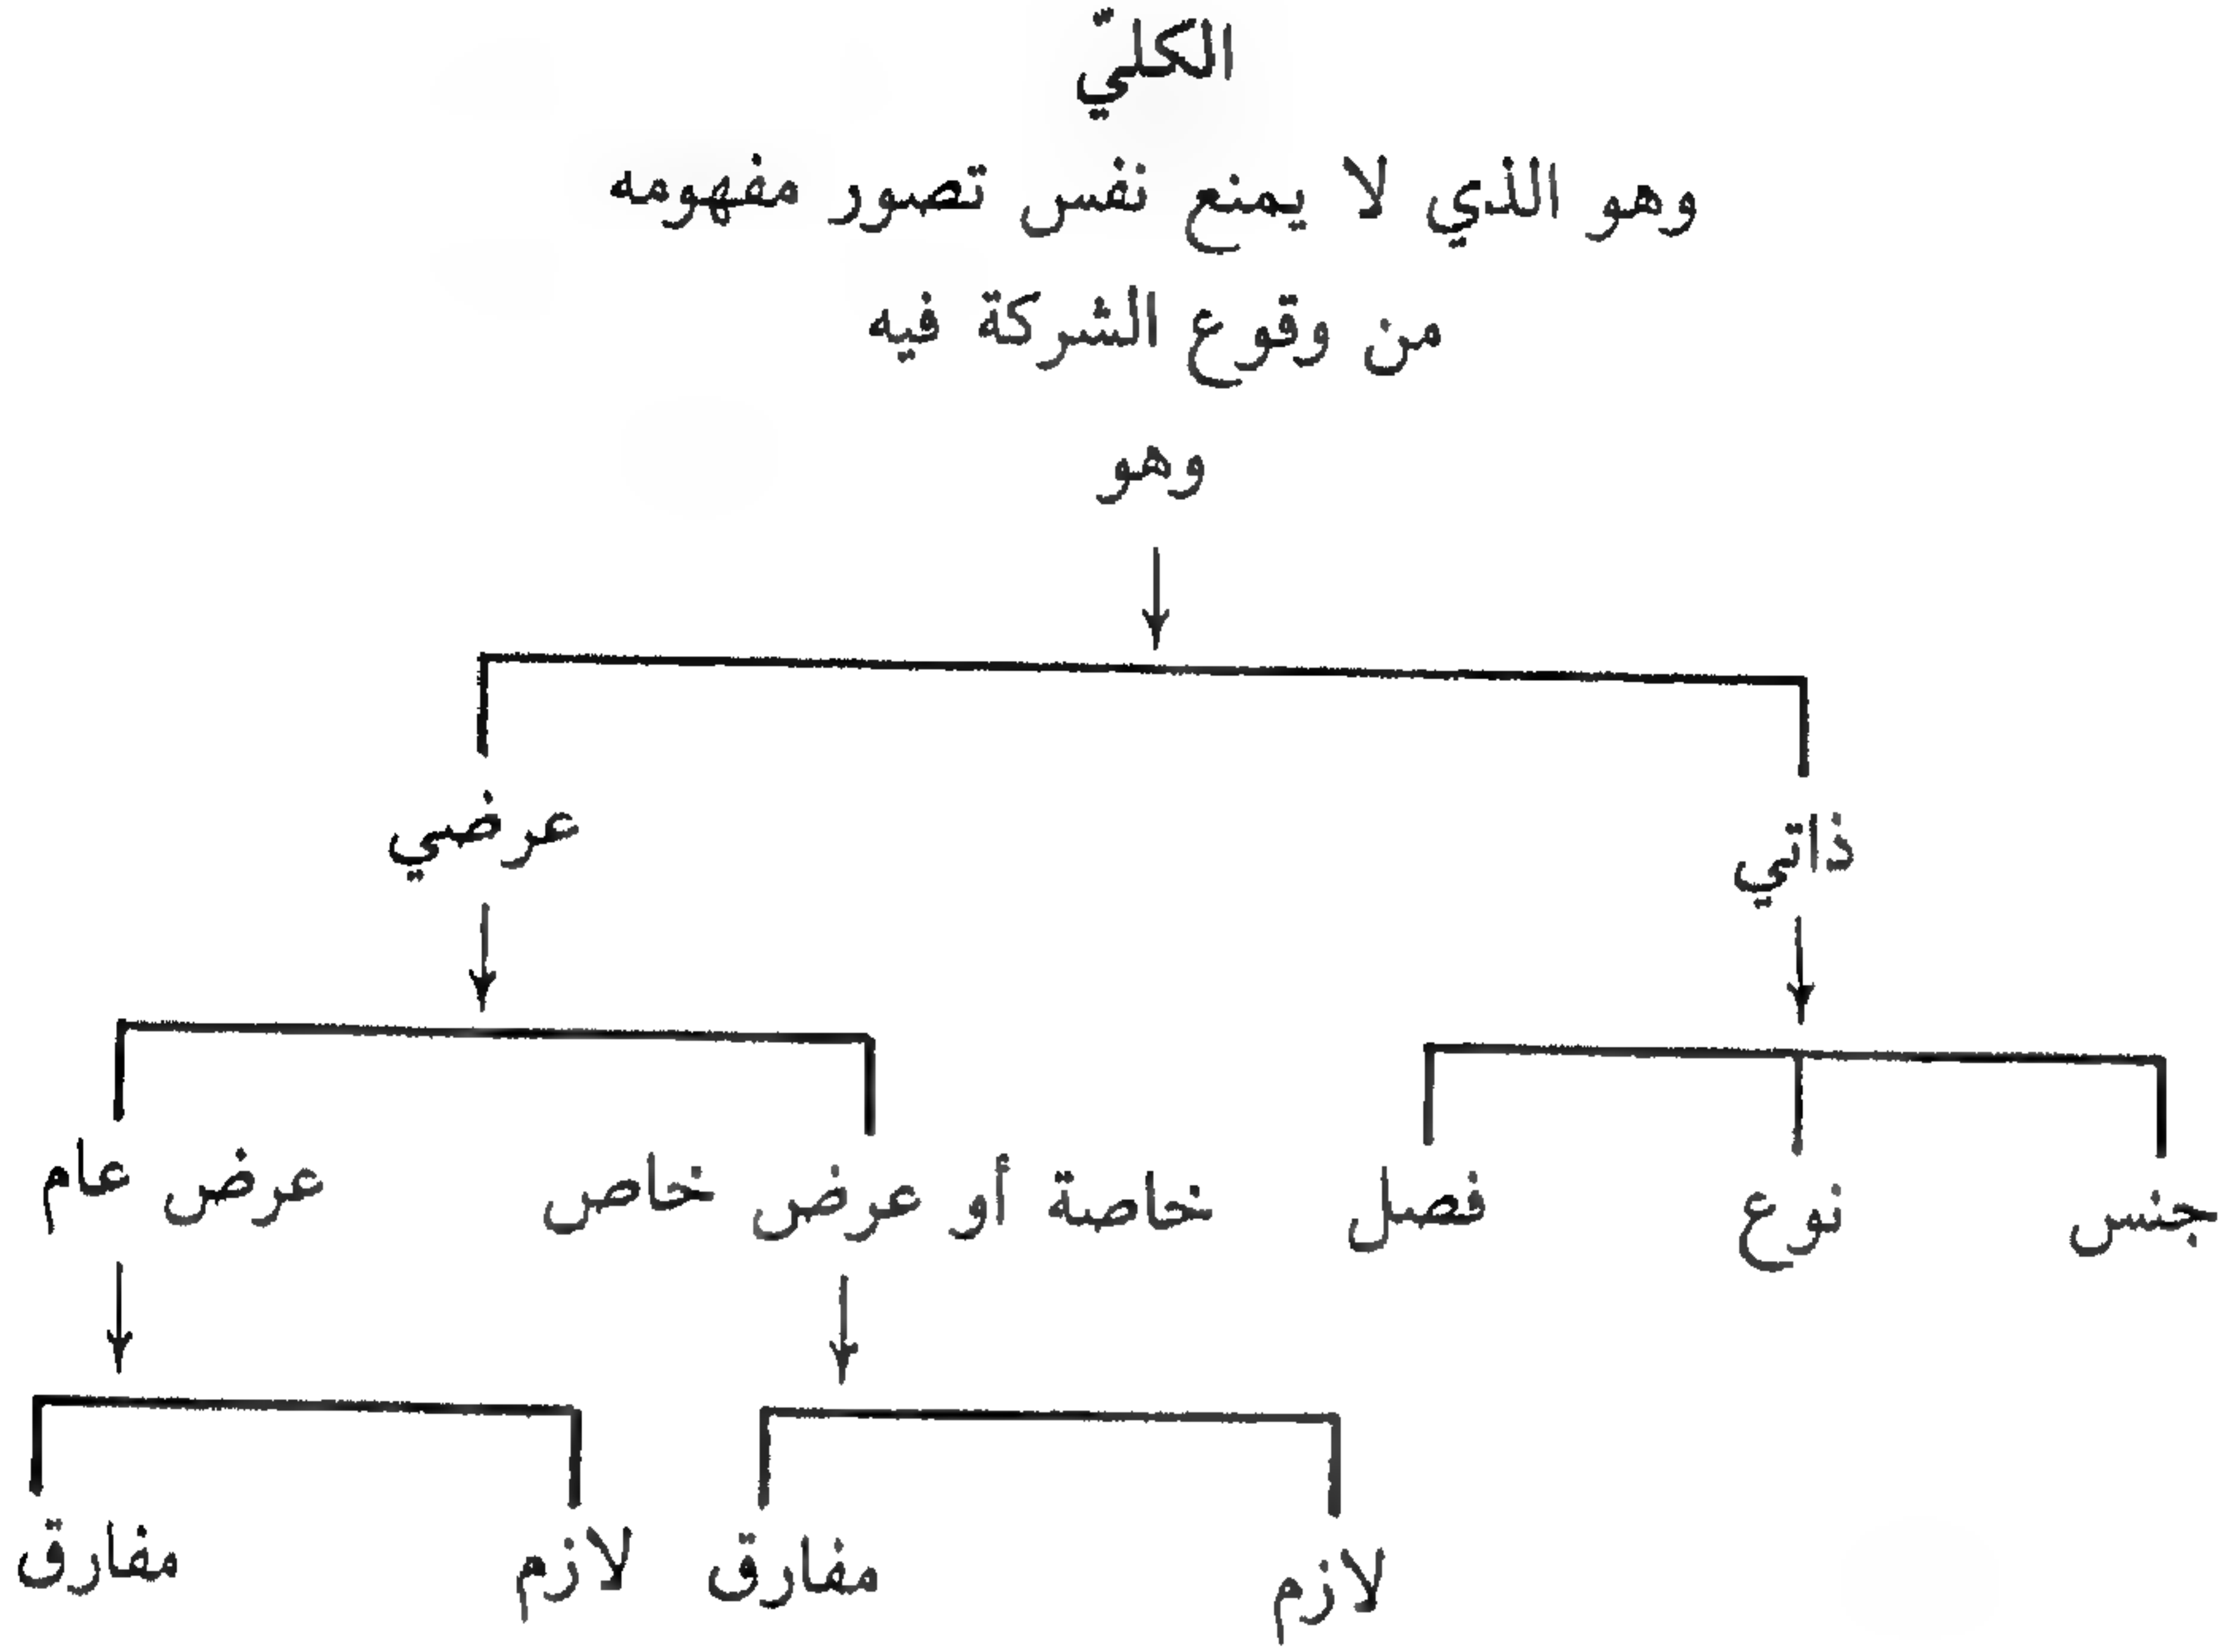 الكليّ
وهو الذي لا يمنع نفس تصور مفهومه
من وقوع الشركة فيه
وهو
ذاتي عرضي
جنس نوع فصل خاصة أو عرض خاص عرض عام
لازم مفارق لازم مفارق